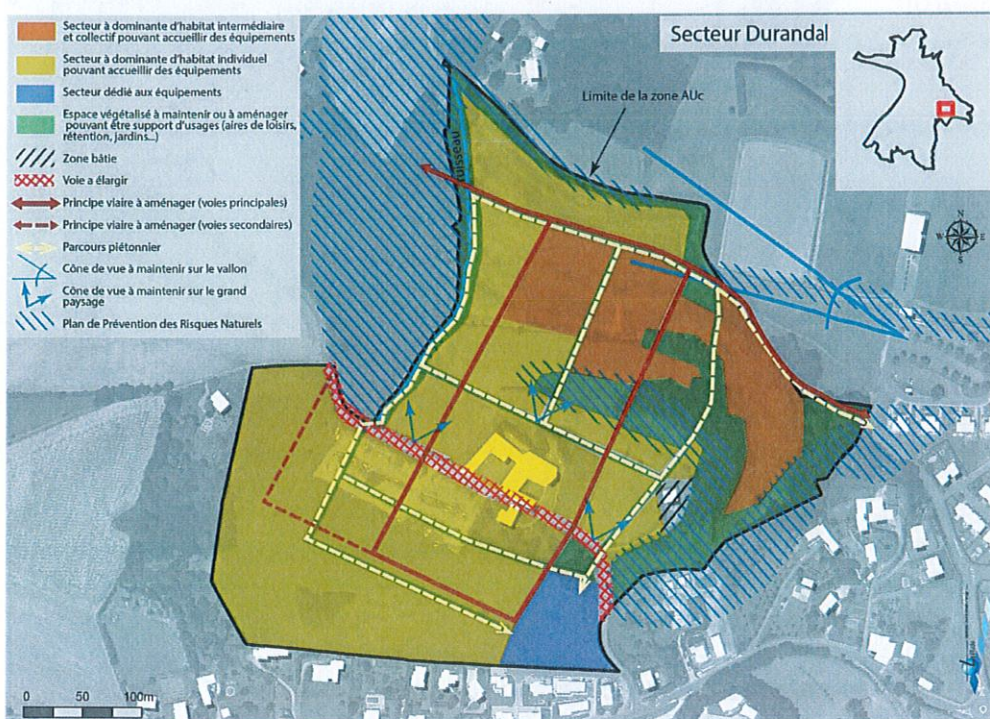 Secteur à dominante d'habitat intermédiaire
et collectif pouvant accueillir des équipements
Secteur à dominante d'habitat individuel
pouvant accueillir des équipements
Secteur dédié aux équipements
Espace végétalisé à maintenir ou à aménager
pouvant être support d'usages (aires de loisirs,
rétention, jardins...)
Zone bâtie
Voie a élargir
Principe viaire à aménager (voies principales)
Principe viaire à aménager (voies secondaires)
Parcours piétonnier
Cône de vue à maintenir sur le vallon
Cône de vue à maintenir sur le grand
paysage
Plan de Prévention des Risques Naturels
Secteur Durandal
Limite de la zone AUc
ruisseau
N
W E
S
0 50 100m